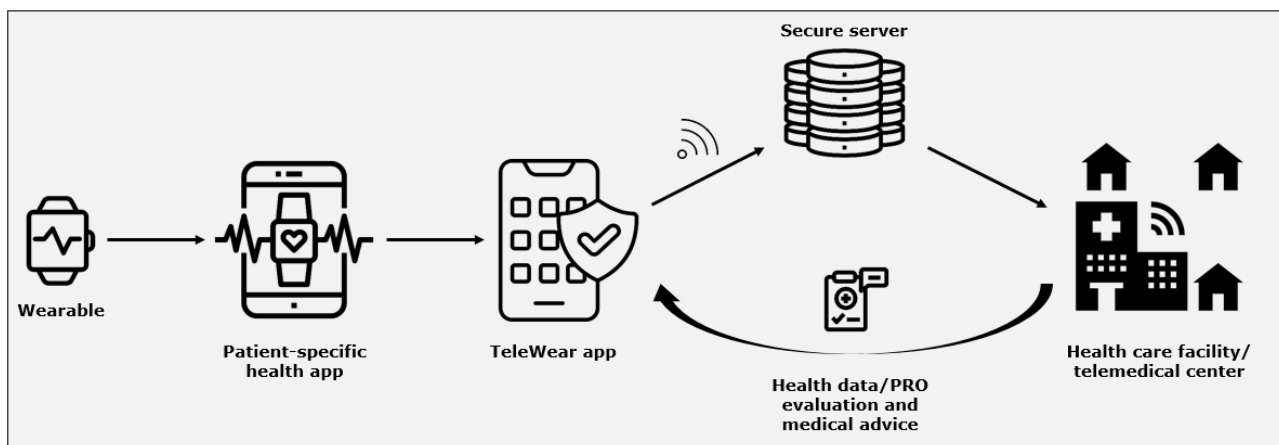 Secure server
Wearable
Patient-specific
health app
TeleWear app
Health care facility/
telemedical center
Health data/PRO
evaluation and
medical advice